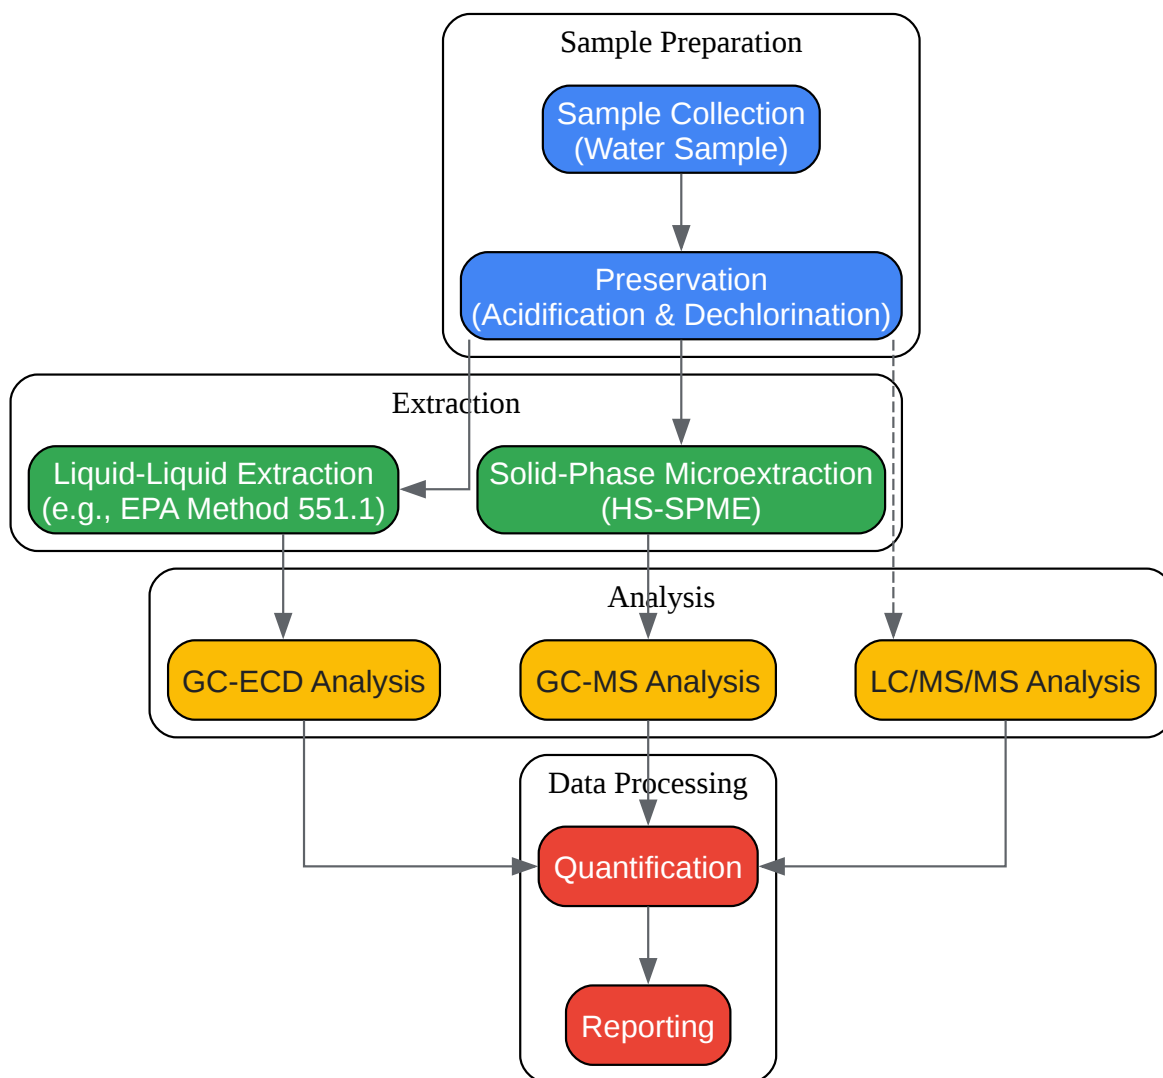 Sample Preparation
Sample Collection
(Water Sample)
Preservation
(Acidification & Dechlorination)
Extraction
Liquid-Liquid Extraction
(e.g., EPA Method 551.1)
Solid-Phase Microextraction
(HS-SPME)
Analysis
GC-ECD Analysis
GC-MS Analysis
LC/MS/MS Analysis
Data Processing
Quantification
Reporting